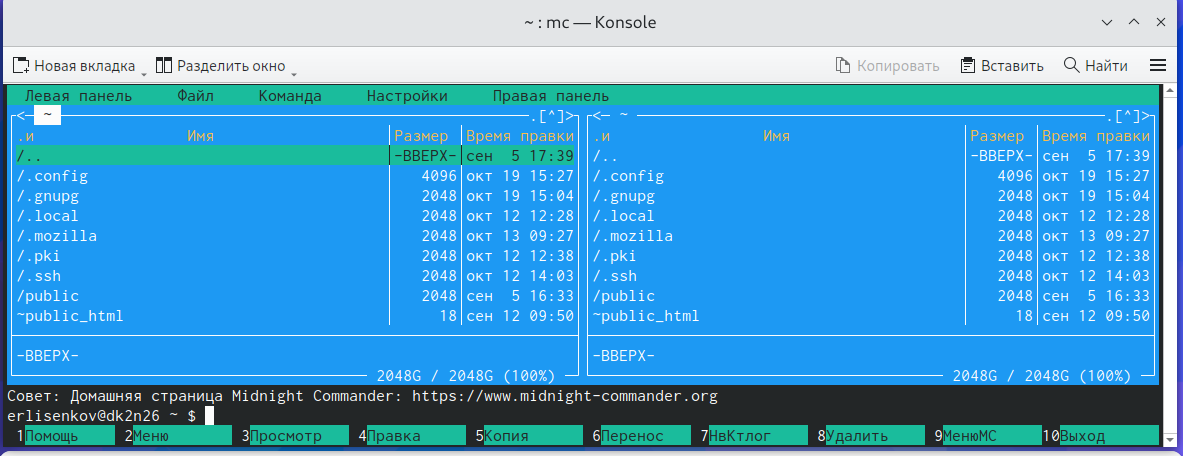 ~ : mc — Konsole
Новая вкладка Разделить окно Копировать Вставить Найти
Левая панель Файл Команда Настройки Правая панель
<— ~ .[^]> <— ~ .[^]>
.и Имя Размер Время правки .и Имя Размер Время правки
/.. -ВВЕРХ- сен 5 17:39 /.. -ВВЕРХ- сен 5 17:39
/.config 4096 окт 19 15:27 /.config 4096 окт 19 15:27
/.gnupg 2048 окт 19 15:04 /.gnupg 2048 окт 19 15:04
/.local 2048 окт 12 12:28 /.local 2048 окт 12 12:28
/.mozilla 2048 окт 13 09:27 /.mozilla 2048 окт 13 09:27
/.pki 2048 окт 12 12:38 /.pki 2048 окт 12 12:38
/.ssh 2048 окт 12 14:03 /.ssh 2048 окт 12 14:03
/public 2048 сен 5 16:33 /public 2048 сен 5 16:33
~public_html 18 сен 12 09:50 ~public_html 18 сен 12 09:50
-ВВЕРХ- -ВВЕРХ-
2048G / 2048G (100%) 2048G / 2048G (100%)
Совет: Домашняя страница Midnight Commander: https://www.midnight-commander.org
erlisenkov@dk2n26 ~ $
1Помощь 2Меню 3Просмотр 4Правка 5Копия 6Перенос 7НвКтлог 8Удалить 9МенюМС 10Выход